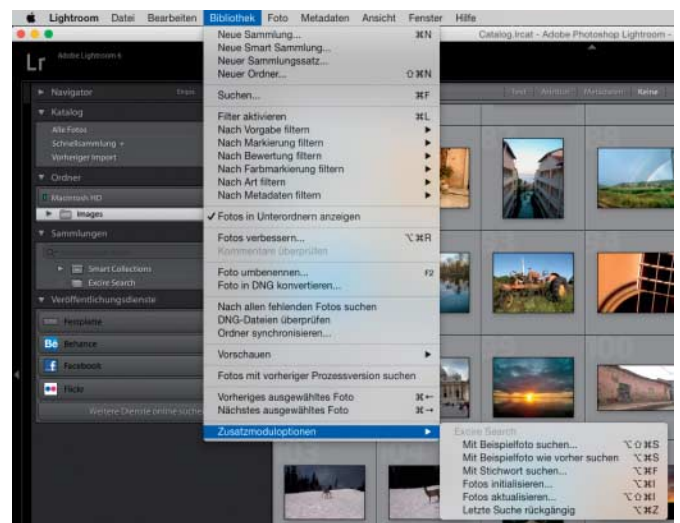 Lightroom Datei Bearbeiten Bibliothek Foto Metadaten Ansicht Fenster Hilfe
Catalog.lrcat - Adobe Photoshop Lightroom -
Lr Adobe Lightroom 6
Navigator
Text Attribut Metadaten Keine
Katalog
Alle Fotos
Schnellsammlung +
Vorheriger Import
Ordner
Macintosh HD
Images
Sammlungen
Smart Collections
Excire Search
Veröffentlichungsdienste
Festplatte
Bē Behance
f Facebook
Flickr
Weitere Dienste online suche
Neue Sammlung... ⌘N
Neue Smart Sammlung...
Neuer Sammlungssatz...
Neuer Ordner... ⇧⌘N
Suchen... ⌘F
Filter aktivieren ⌘L
Nach Vorgabe filtern ▶
Nach Markierung filtern ▶
Nach Bewertung filtern ▶
Nach Farbmarkierung filtern ▶
Nach Art filtern ▶
Nach Metadaten filtern ▶
✓ Fotos in Unterordnern anzeigen
Fotos verbessern... ⌥⌘R
Kommentare überprüfen
Foto umbenennen... F2
Foto in DNG konvertieren...
Nach allen fehlenden Fotos suchen
DNG-Dateien überprüfen
Ordner synchronisieren...
Vorschauen ▶
Fotos mit vorheriger Prozessversion suchen
Vorheriges ausgewähltes Foto ⌘←
Nächstes ausgewähltes Foto ⌘→
Zusatzmoduloptionen ▶
Excire Search
Mit Beispielfoto suchen... ⌥⇧⌘S
Mit Beispielfoto wie vorher suchen ⌥⌘S
Mit Stichwort suchen... ⌥⌘F
Fotos initialisieren... ⌥⌘I
Fotos aktualisieren... ⌥⇧⌘I
Letzte Suche rückgängig ⌥⌘Z